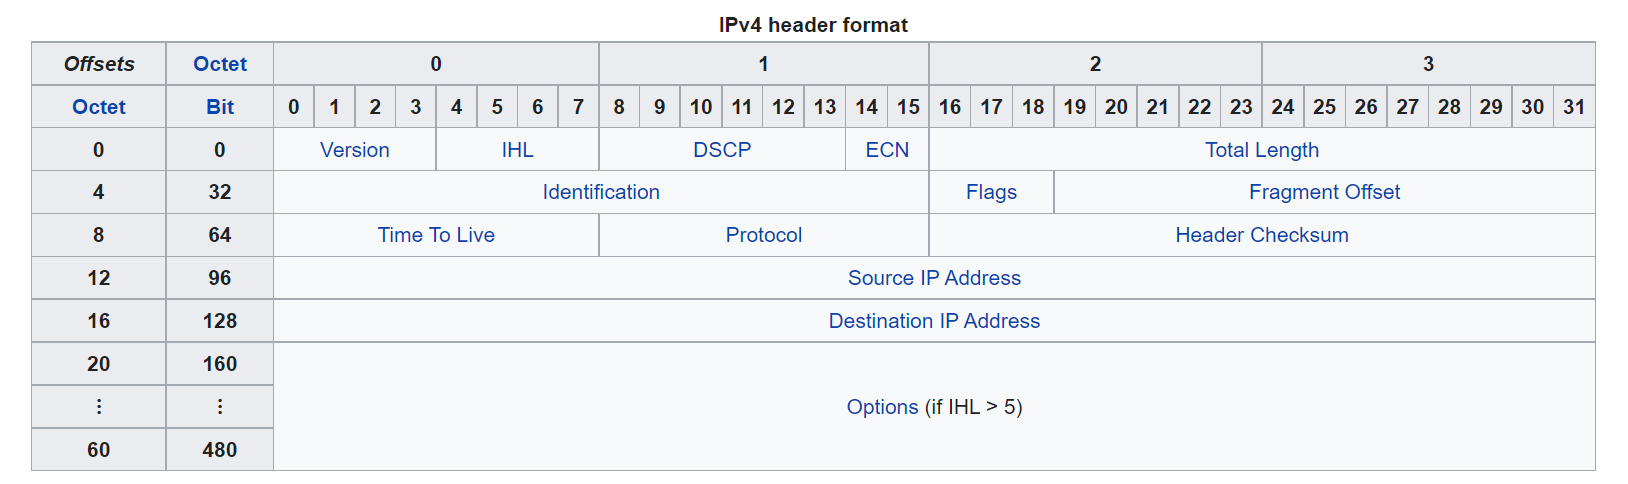 IPv4 header format
Offsets Octet 0 1 2 3
Octet Bit 0 1 2 3 4 5 6 7 8 9 10 11 12 13 14 15 16 17 18 19 20 21 22 23 24 25 26 27 28 29 30 31
0 0 Version IHL DSCP ECN Total Length
4 32 Identification Flags Fragment Offset
8 64 Time To Live Protocol Header Checksum
12 96 Source IP Address
16 128 Destination IP Address
20 160
⋮ ⋮ Options (if IHL > 5)
60 480